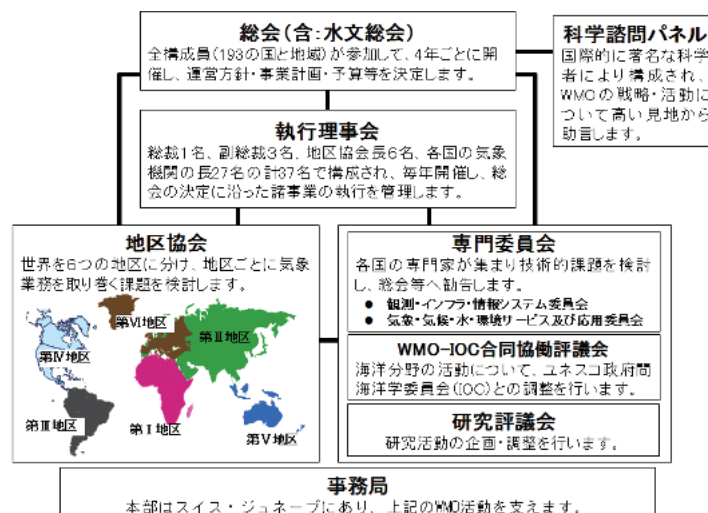 総会(含:水文総会)
全構成員(193の国と地域)が参加して、4年ごとに開
催し、運営方針・事業計画・予算等を決定します。
科学諮問パネル
国際的に著名な科学
者により構成され、
WMOの戦略・活動に
ついて高い見地から
助言します。
執行理事会
総裁1名、副総裁3名、地区協会長6名、各国の気象
機関の長27名の計37名で構成され、毎年開催し、総
会の決定に沿った諸事業の執行を管理します。
地区協会
世界を6つの地区に分け、地区ごとに気象
業務を取り巻く課題を検討します。
第Ⅵ地区
第Ⅱ地区
第Ⅳ地区
第Ⅲ地区
第Ⅰ地区
第Ⅴ地区
専門委員会
各国の専門家が集まり技術的課題を検討
し、総会等へ勧告します。
● 観測・インフラ・情報システム委員会
● 気象・気候・水・環境サービス及び応用委員会
WMO-IOC合同協働評議会
海洋分野の活動について、ユネスコ政府間
海洋学委員会(IOC)との調整を行います。
研究評議会
研究活動の企画・調整を行います。
事務局
本部はスイス・ジュネーブにあり、上記のWMO活動を支えます。